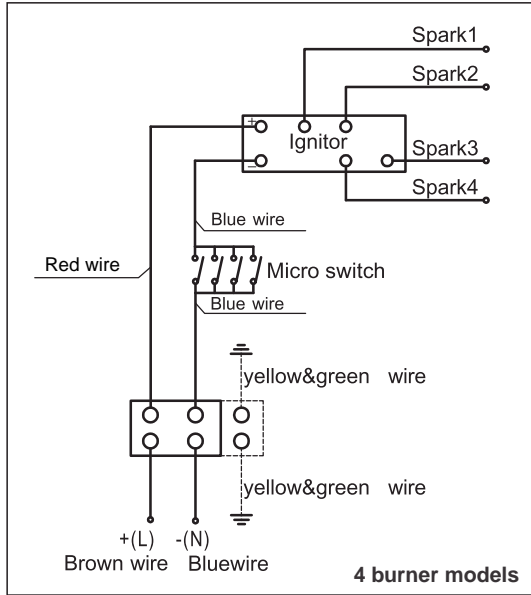 Spark1
Spark2
+
Ignitor
Spark3
−
Spark4
Blue wire
Red wire
Micro switch
Blue wire
yellow&green wire
yellow&green wire
+(L) -(N)
Brown wire Bluewire
4 burner models